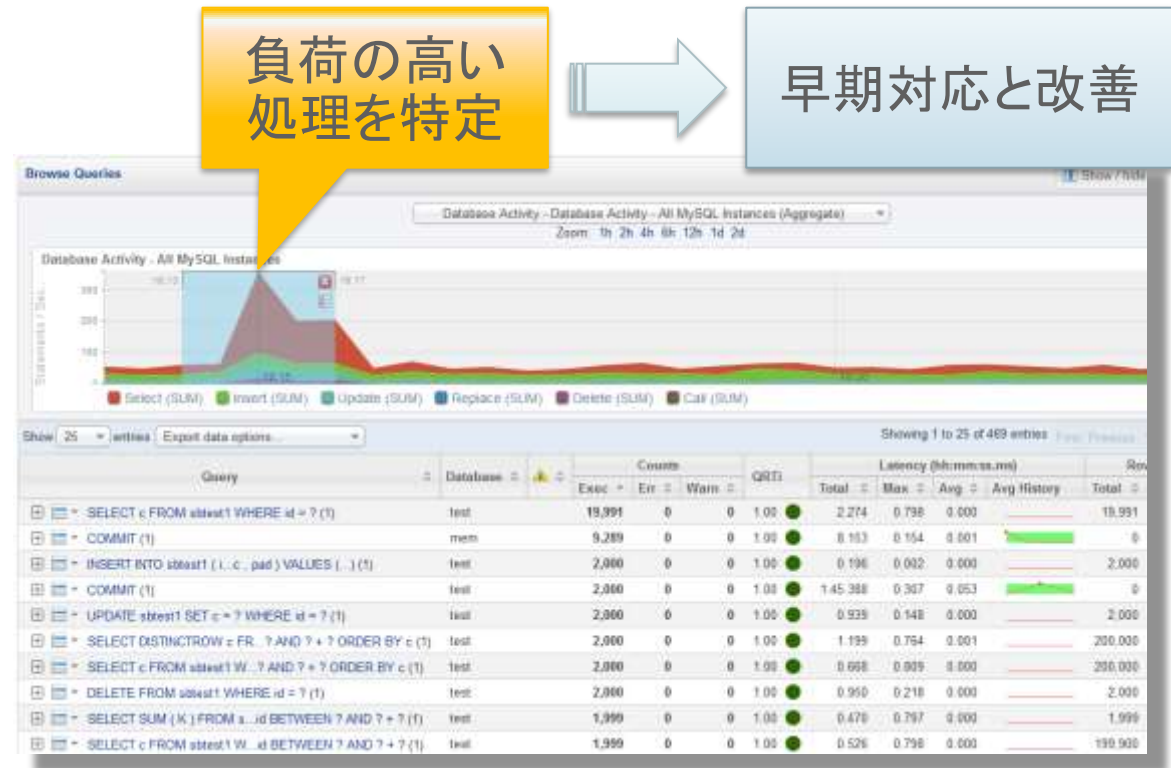 負荷の高い
処理を特定
早期対応と改善
Browse Queries
Show / hide
Database Activity - Database Activity - All MySQL Instances (Aggregate)
Zoom 1h 2h 4h 6h 12h 1d 2d
Database Activity - All MySQL Instances
200
100
0
Select (SUM) Insert (SUM) Update (SUM) Replace (SUM) Delete (SUM) Call (SUM)
Show 25 entries Export data options...
Showing 1 to 25 of 469 entries
Query Database Counts QRTi Latency (hh:mm:ss.ms)
Exec Err Warn Total Max Avg Avg History Total
SELECT c FROM sbtest1 WHERE id = ? (1) test 19,991 0 0 1.00 2.274 0.798 0.000 19,991
COMMIT (1) mem 9,289 0 0 1.00 8.163 0.154 0.001 0
INSERT INTO sbtest1 ( i...c , pad ) VALUES (...) (1) test 2,000 0 0 1.00 0.196 0.002 0.000 2,000
COMMIT (1) test 2,000 0 0 1.00 1:45.388 0.307 0.053 0
UPDATE sbtest1 SET c = ? WHERE id = ? (1) test 2,000 0 0 1.00 0.939 0.148 0.000 2,000
SELECT DISTINCTROW c FR...? AND ? + ? ORDER BY c (1) test 2,000 0 0 1.00 1.199 0.764 0.001 200,000
SELECT c FROM sbtest1 W...? AND ? + ? ORDER BY c (1) test 2,000 0 0 1.00 0.668 0.009 0.000 200,000
DELETE FROM sbtest1 WHERE id = ? (1) test 2,000 0 0 1.00 0.950 0.218 0.000 2,000
SELECT SUM ( K ) FROM s...id BETWEEN ? AND ? + ? (1) test 1,999 0 0 1.00 0.470 0.797 0.000 1,999
SELECT c FROM sbtest1 W...id BETWEEN ? AND ? + ? (1) test 1,999 0 0 1.00 0.526 0.798 0.000 199,900